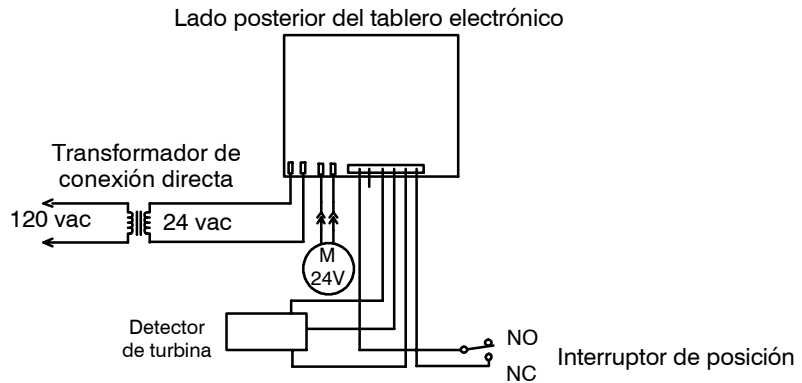 Lado posterior del tablero electrónico
Transformador de
conexión directa
120 vac
24 vac
M
24V
Detector
de turbina
NO
NC
Interruptor de posición